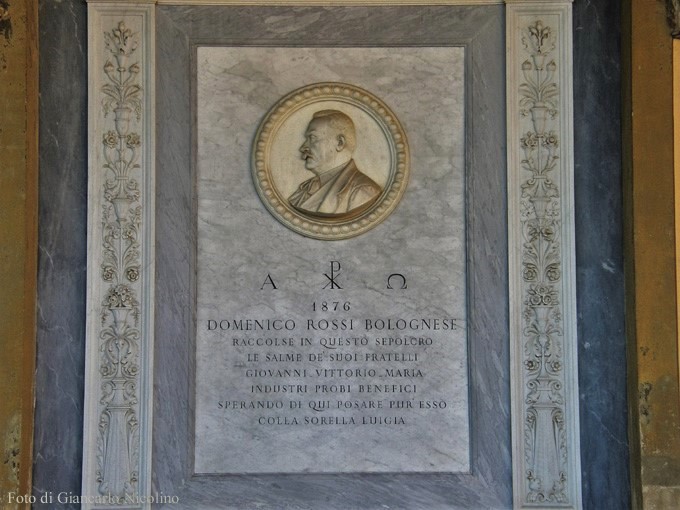 Α ☧ Ω
1876
DOMENICO ROSSI BOLOGNESE
RACCOLSE IN QUESTO SEPOLCRO
LE SALME DE' SUOI FRATELLI
GIOVANNI VITTORIO MARIA
INDUSTRI PROBI BENEFICI
SPERANDO DI QUI POSARE PUR ESSO
COLLA SORELLA LUIGIA
Foto di Giancarlo Nicolino